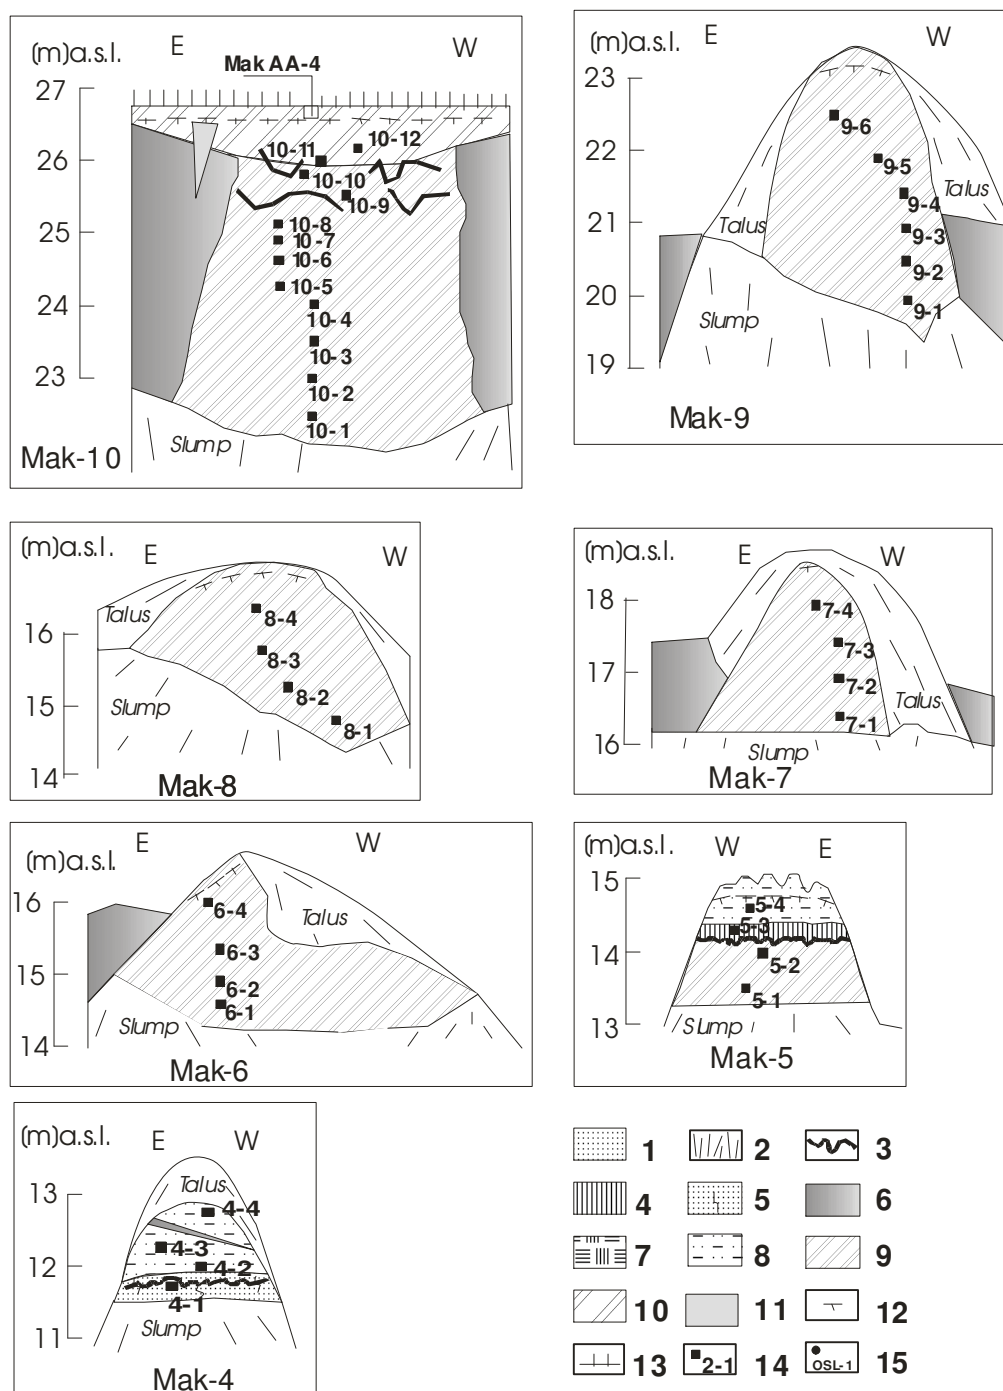 (m)a.s.l.
E
W
Mak AA-4
27
26
25
24
23
10-12
10-11
10-10
10-9
10-8
10-7
10-6
10-5
10-4
10-3
10-2
10-1
Slump
Mak-10
(m)a.s.l.
E
W
23
22
21
20
19
9-6
9-5
9-4
9-3
9-2
9-1
Talus
Talus
Slump
Mak-9
(m)a.s.l.
E
W
16
15
14
Talus
8-4
8-3
8-2
8-1
Slump
Mak-8
(m)a.s.l.
E
W
18
17
16
7-4
7-3
7-2
7-1
Talus
Slump
Mak-7
(m)a.s.l.
E
W
16
15
14
6-4
6-3
6-2
6-1
Talus
Slump
Mak-6
(m)a.s.l.
W
E
15
14
13
5-4
5-3
5-2
5-1
Slump
Mak-5
(m)a.s.l.
E
W
13
12
11
Talus
4-4
4-3
4-2
4-1
Slump
Mak-4
1 2 3
4 5 6
7 8 9
10 11 12
13 2-1 14 OSL-1 15